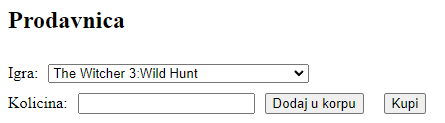 Prodavnica
Igra: The Witcher 3:Wild Hunt
Kolicina: Dodaj u korpu Kupi